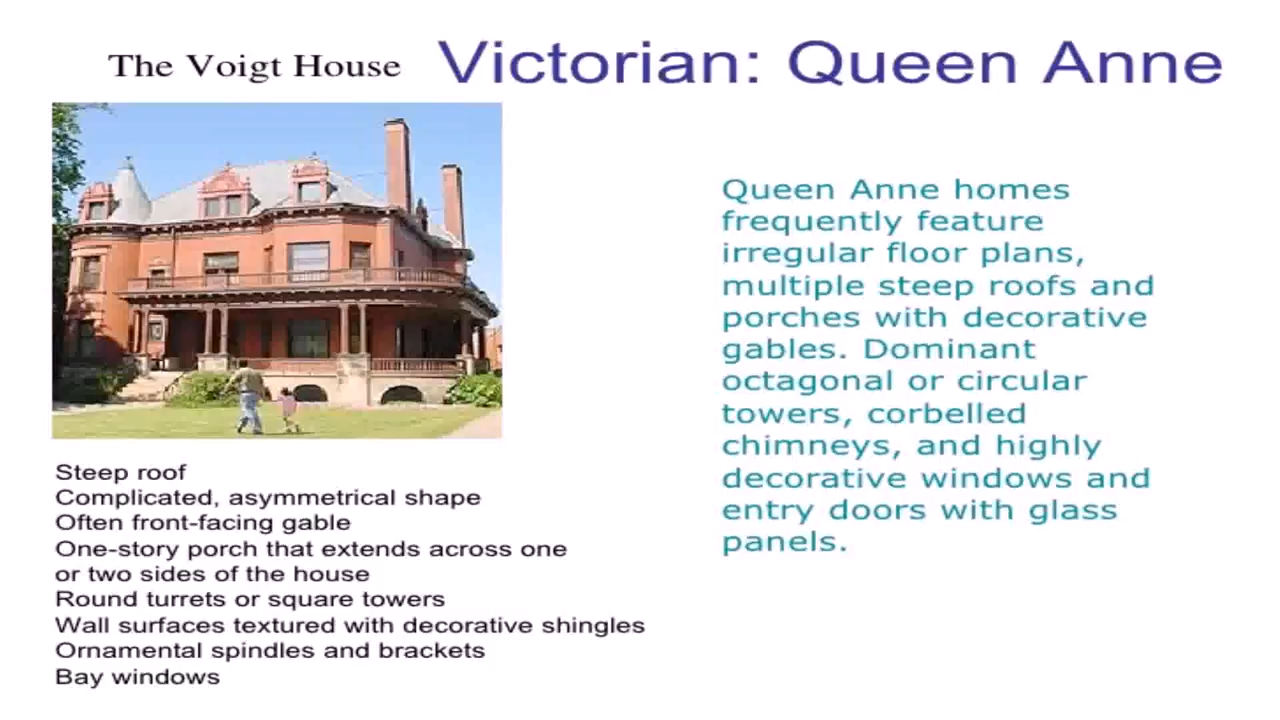 The Voigt House
Victorian: Queen Anne
Steep roof
Complicated, asymmetrical shape
Often front-facing gable
One-story porch that extends across one
or two sides of the house
Round turrets or square towers
Wall surfaces textured with decorative shingles
Ornamental spindles and brackets
Bay windows
Queen Anne homes
frequently feature
irregular floor plans,
multiple steep roofs and
porches with decorative
gables. Dominant
octagonal or circular
towers, corbelled
chimneys, and highly
decorative windows and
entry doors with glass
panels.